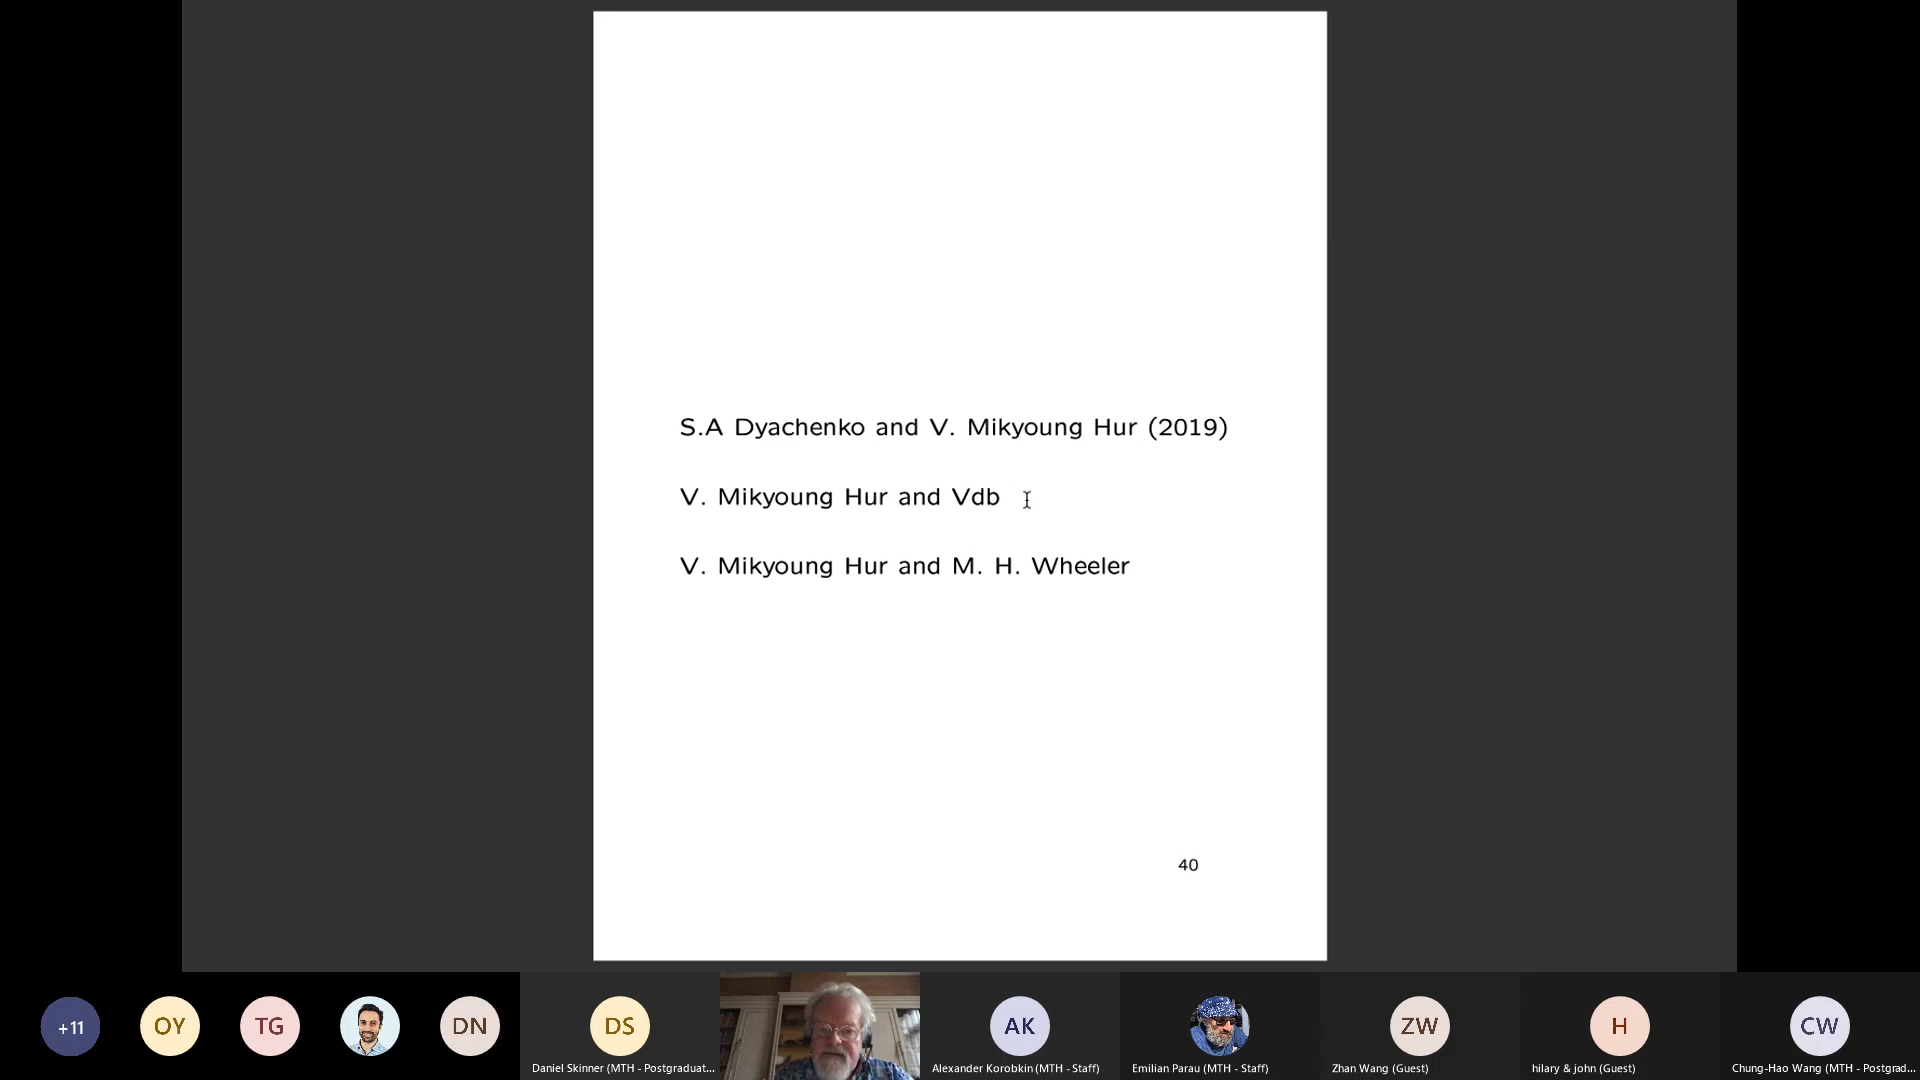 S.A Dyachenko and V. Mikyoung Hur (2019)
V. Mikyoung Hur and Vdb
V. Mikyoung Hur and M. H. Wheeler
40
+11
OY
TG
DN
DS
AK
ZW
H
CW
Daniel Skinner (MTH - Postgraduat...
Alexander Korobkin (MTH - Staff)
Emilian Parau (MTH - Staff)
Zhan Wang (Guest)
hilary & john (Guest)
Chung-Hao Wang (MTH - Postgrad...